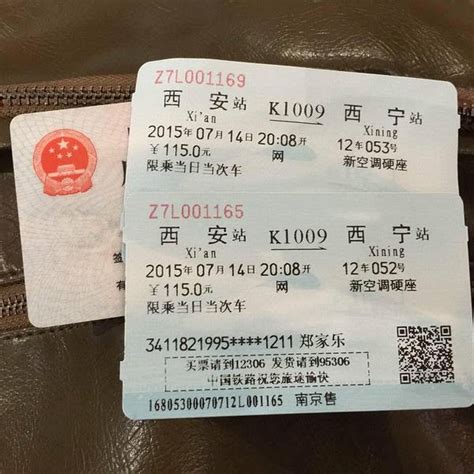 Z7L001169
西安站 K1009 西宁站
Xi'an Xining
2015年07月14日20:08开 12车053号
￥115.0元 网 新空调硬座
限乘当日当次车
Z7L001165
西安站 K1009 西宁站
Xi'an Xining
2015年07月14日20:08开 12车052号
￥115.0元 网 新空调硬座
限乘当日当次车
3411821995****1211 郑家乐
买票请到12306 发货请到95306
中国铁路祝您旅途愉快
16805300070712L001165 南京售
签
有